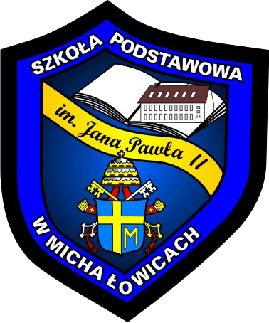 SZKOŁA PODSTAWOWA
im. Jana Pawła II
M
W MICHAŁOWICACH